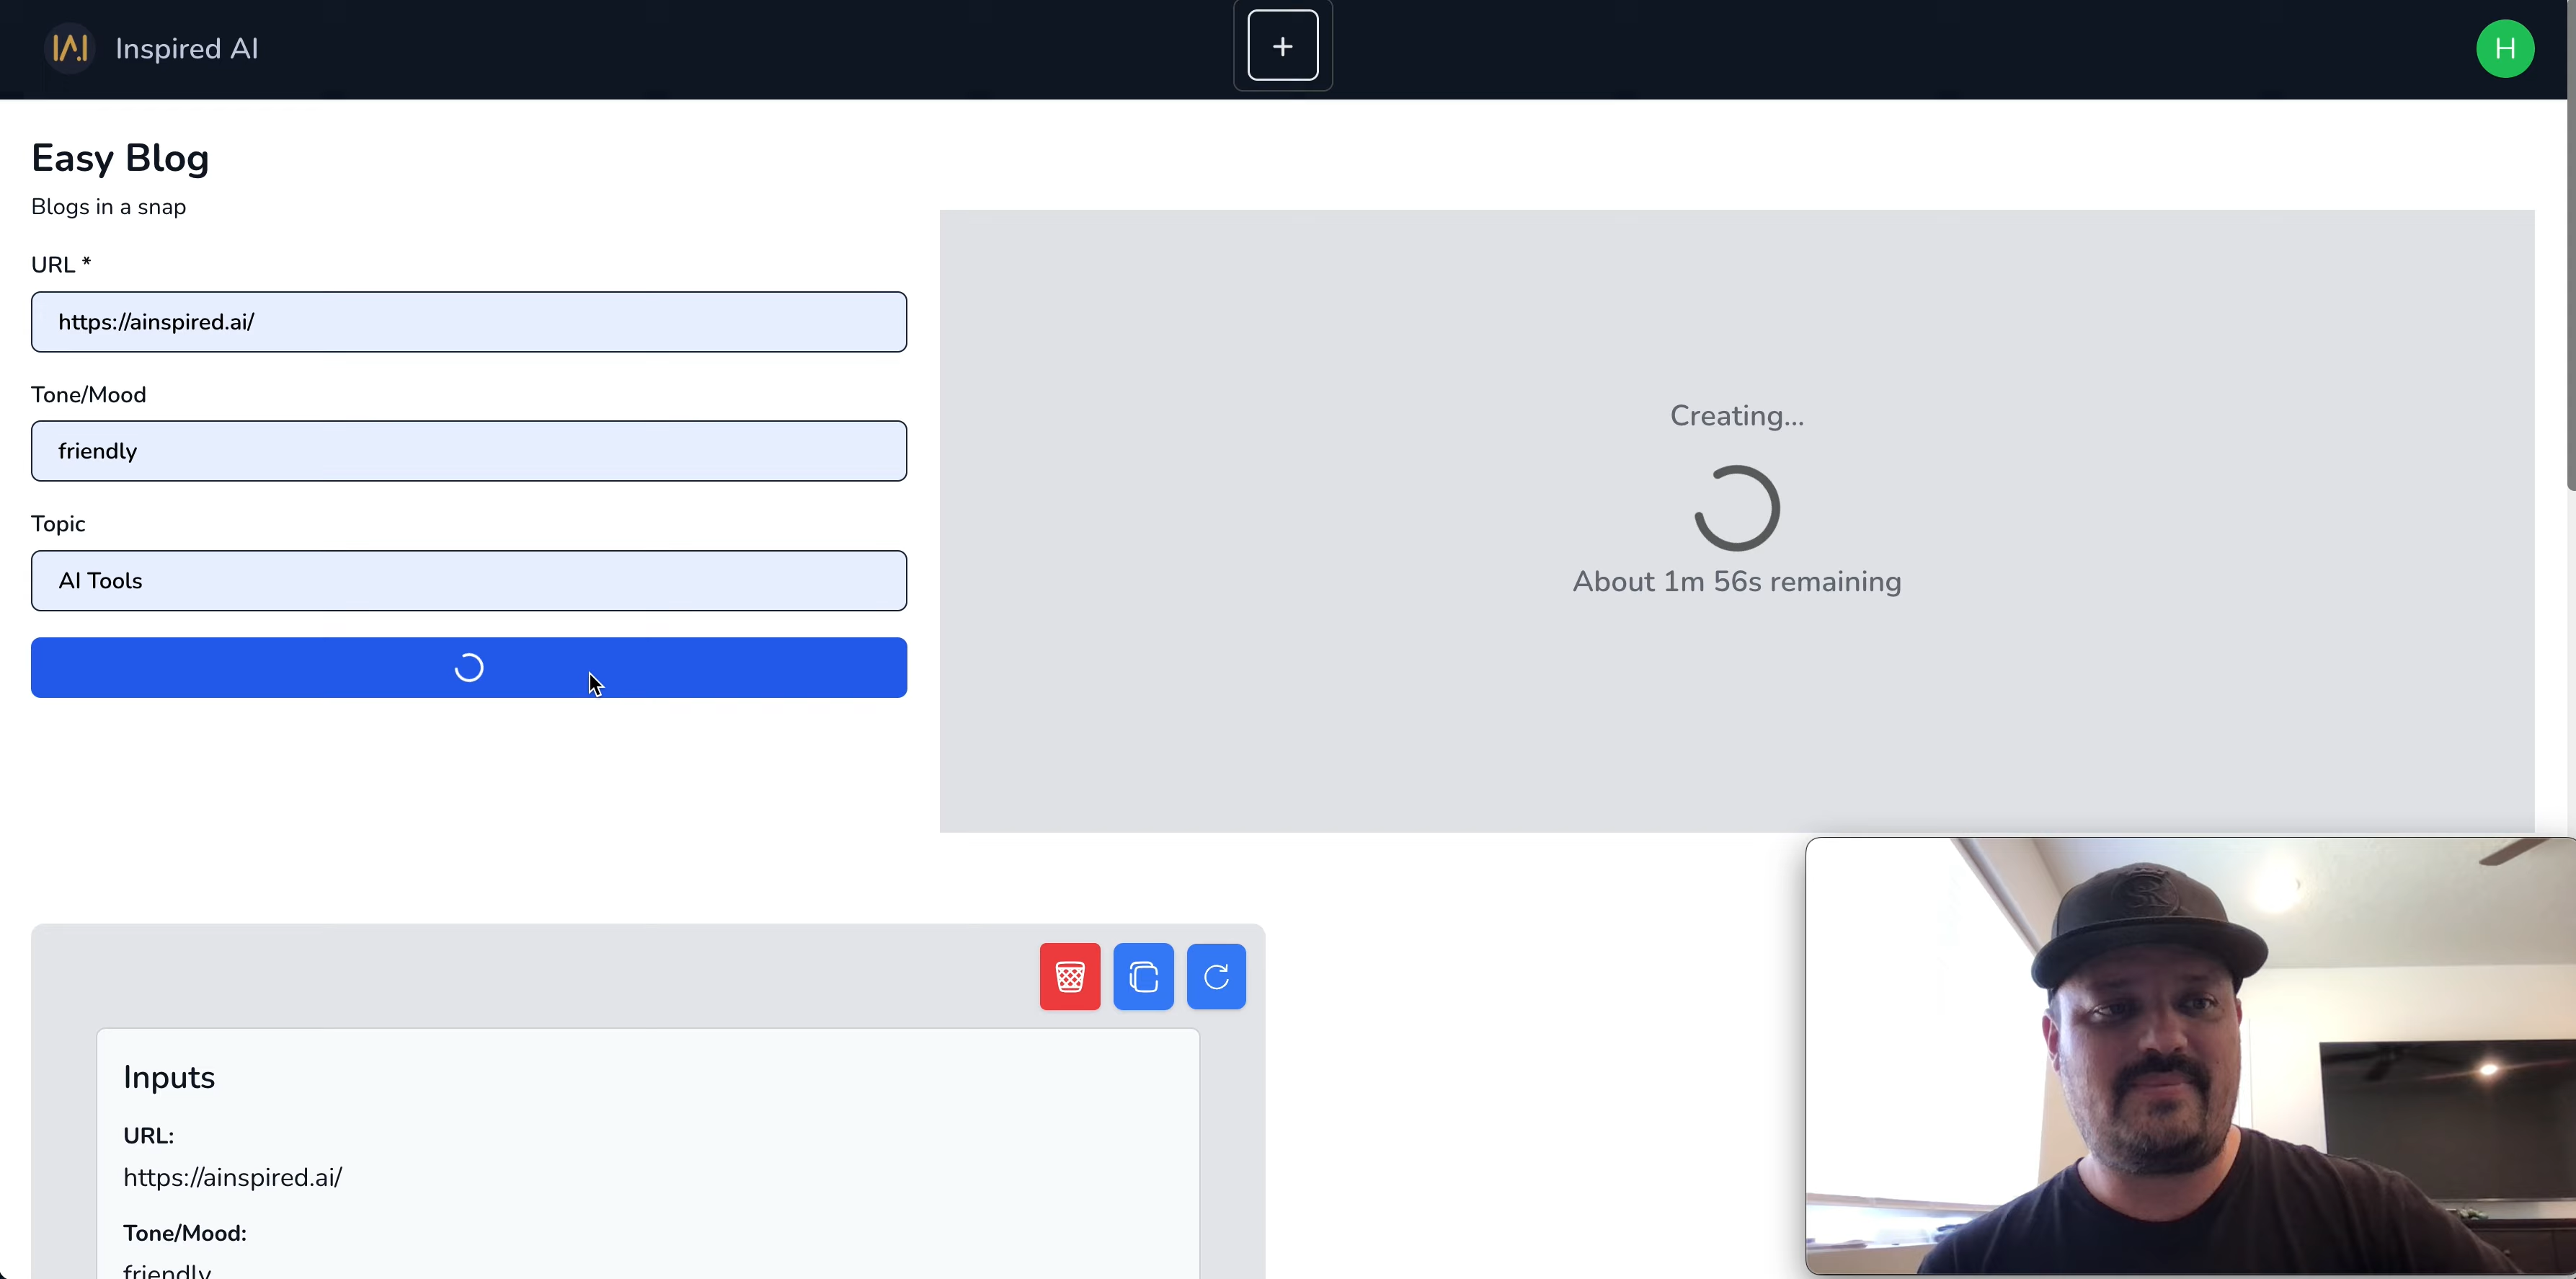 Inspired AI
+
H
Easy Blog
Blogs in a snap
URL *
https://ainspired.ai/
Tone/Mood
friendly
Topic
AI Tools
Creating...
About 1m 56s remaining
Inputs
URL:
https://ainspired.ai/
Tone/Mood:
friendly